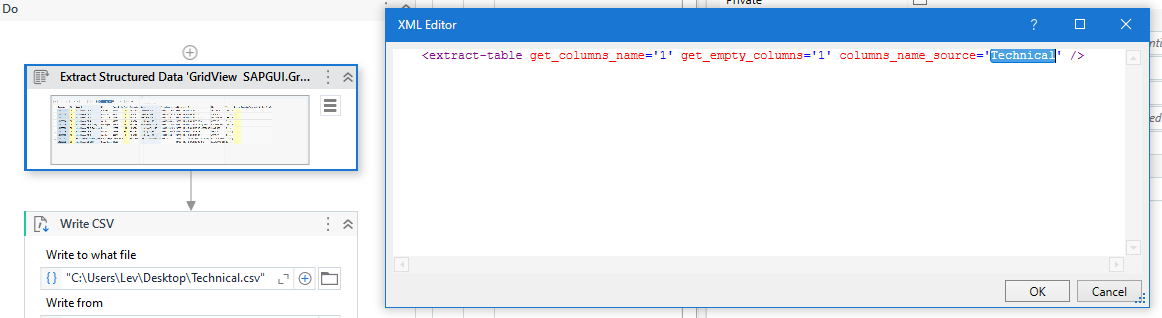 Do
Private
XML Editor
?
<extract-table get_columns_name='1' get_empty_columns='1' columns_name_source='Technical' />
Extract Structured Data 'GridView  SAPGUI.Gr...
Write CSV
Write to what file
{} "C:\Users\Lev\Desktop\Technical.csv"
Write from
OK
Cancel